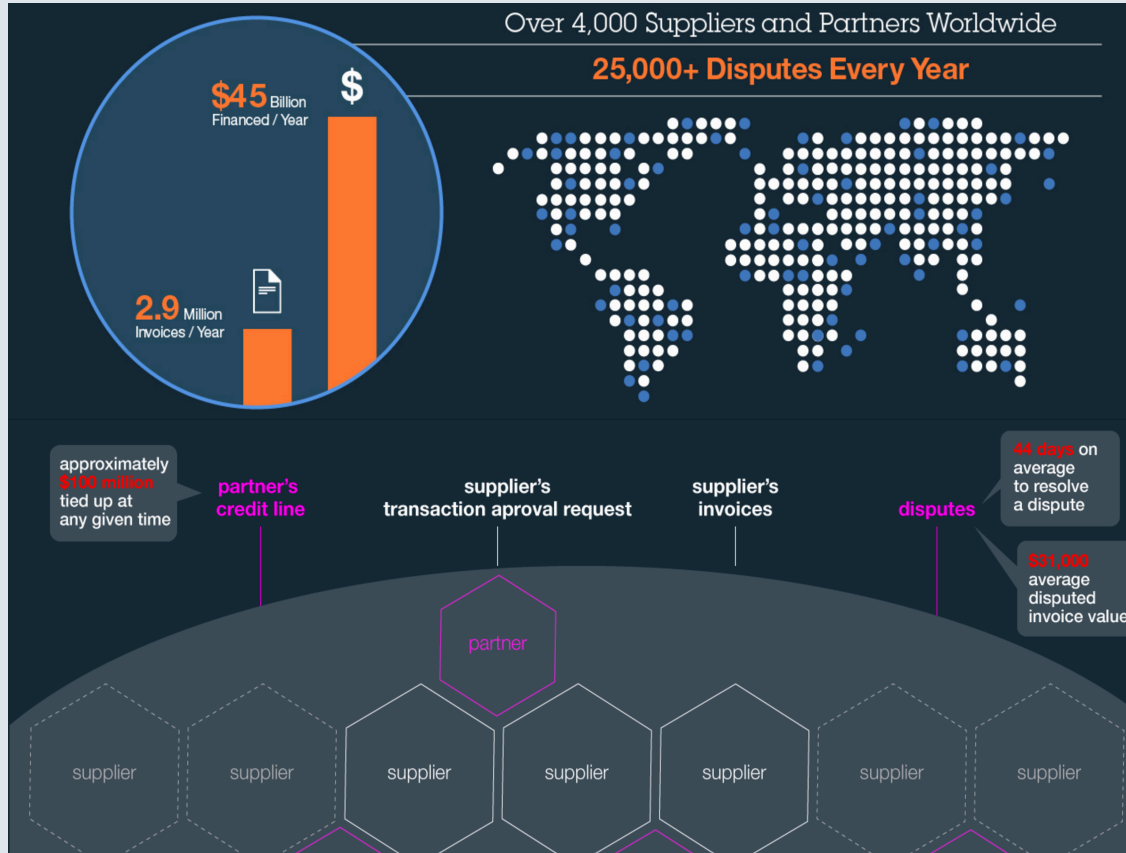 Over 4,000 Suppliers and Partners Worldwide
25,000+ Disputes Every Year
$45 Billion
Financed / Year
$
2.9 Million
Invoices / Year
approximately
$100 million
tied up at
any given time
partner's
credit line
supplier's
transaction aproval request
supplier's
invoices
disputes
44 days on
average
to resolve
a dispute
$31,000
average
disputed
invoice value
partner
supplier
supplier
supplier
supplier
supplier
supplier
supplier